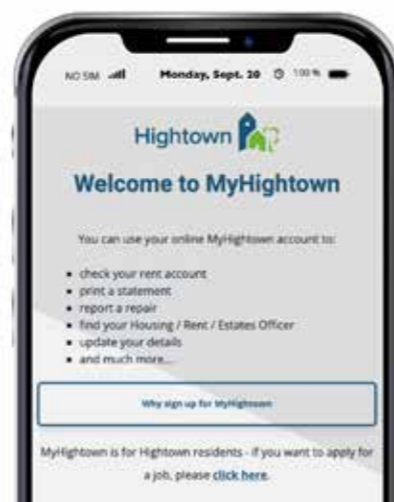 NO SIM Monday, Sept. 20 100 %
Hightown
Welcome to MyHightown
You can use your online MyHightown account to:
check your rent account
print a statement
report a repair
find your Housing / Rent / Estates Officer
update your details
and much more...
Why sign up for MyHightown
MyHightown is for Hightown residents - if you want to apply for
a job, please click here.